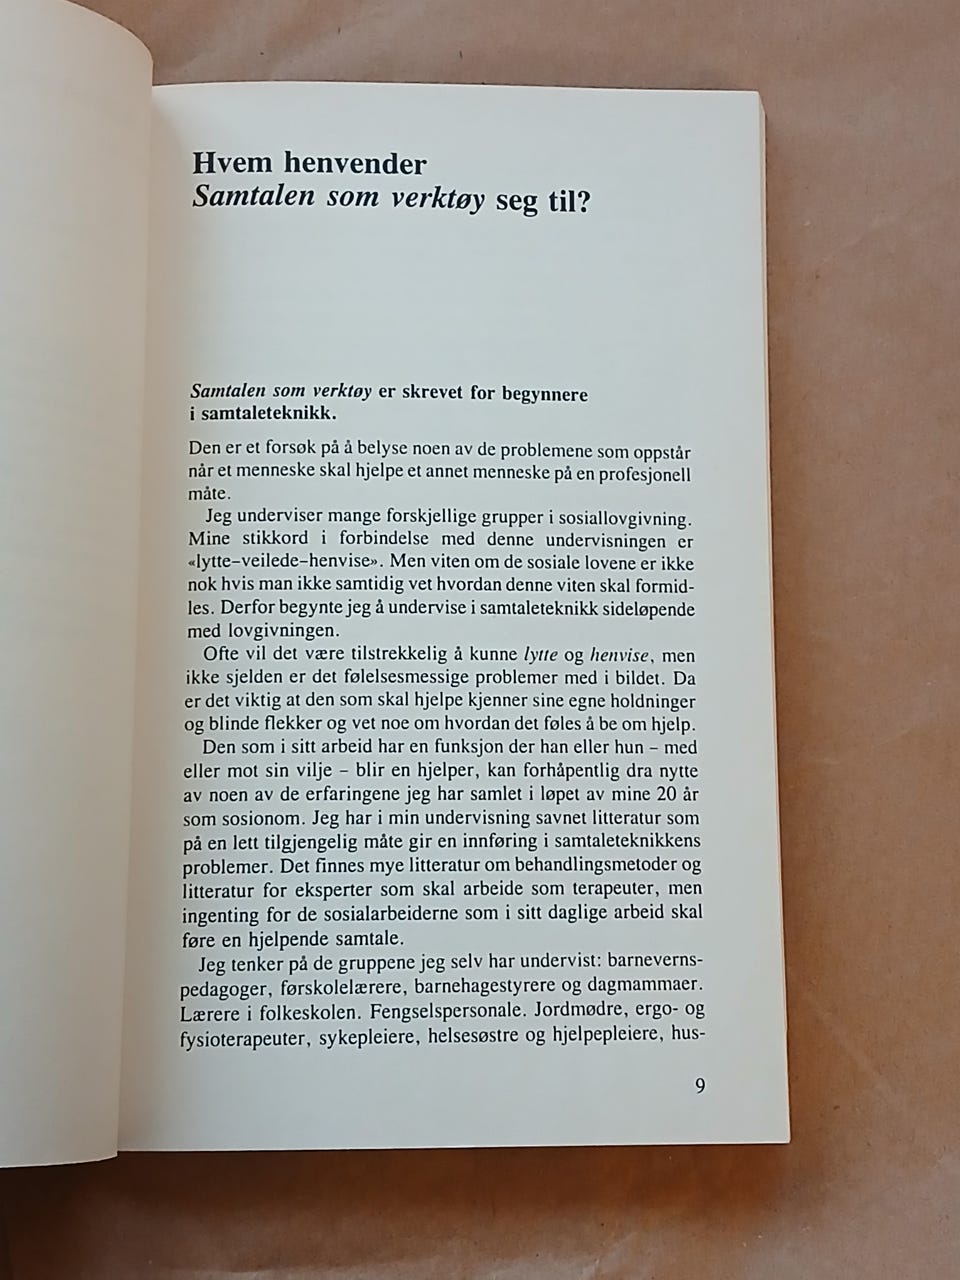 Hvem henvender
Samtalen som verktøy seg til?
Samtalen som verktøy er skrevet for begynnere
i samtaleteknikk.
Den er et forsøk på å belyse noen av de problemene som oppstår
når et menneske skal hjelpe et annet menneske på en profesjonell
måte.
Jeg underviser mange forskjellige grupper i sosiallovgivning.
Mine stikkord i forbindelse med denne undervisningen er
«lytte–veilede–henvise». Men viten om de sosiale lovene er ikke
nok hvis man ikke samtidig vet hvordan denne viten skal formid-
les. Derfor begynte jeg å undervise i samtaleteknikk sideløpende
med lovgivningen.
Ofte vil det være tilstrekkelig å kunne lytte og henvise, men
ikke sjelden er det følelsesmessige problemer med i bildet. Da
er det viktig at den som skal hjelpe kjenner sine egne holdninger
og blinde flekker og vet noe om hvordan det føles å be om hjelp.
Den som i sitt arbeid har en funksjon der han eller hun – med
eller mot sin vilje – blir en hjelper, kan forhåpentlig dra nytte
av noen av de erfaringene jeg har samlet i løpet av mine 20 år
som sosionom. Jeg har i min undervisning savnet litteratur som
på en lett tilgjengelig måte gir en innføring i samtaleteknikkens
problemer. Det finnes mye litteratur om behandlingsmetoder og
litteratur for eksperter som skal arbeide som terapeuter, men
ingenting for de sosialarbeiderne som i sitt daglige arbeid skal
føre en hjelpende samtale.
Jeg tenker på de gruppene jeg selv har undervist: barneverns-
pedagoger, førskolelærere, barnehagestyrere og dagmammaer.
Lærere i folkeskolen. Fengselspersonale. Jordmødre, ergo- og
fysioterapeuter, sykepleiere, helsesøstre og hjelpepleiere, hus-
9